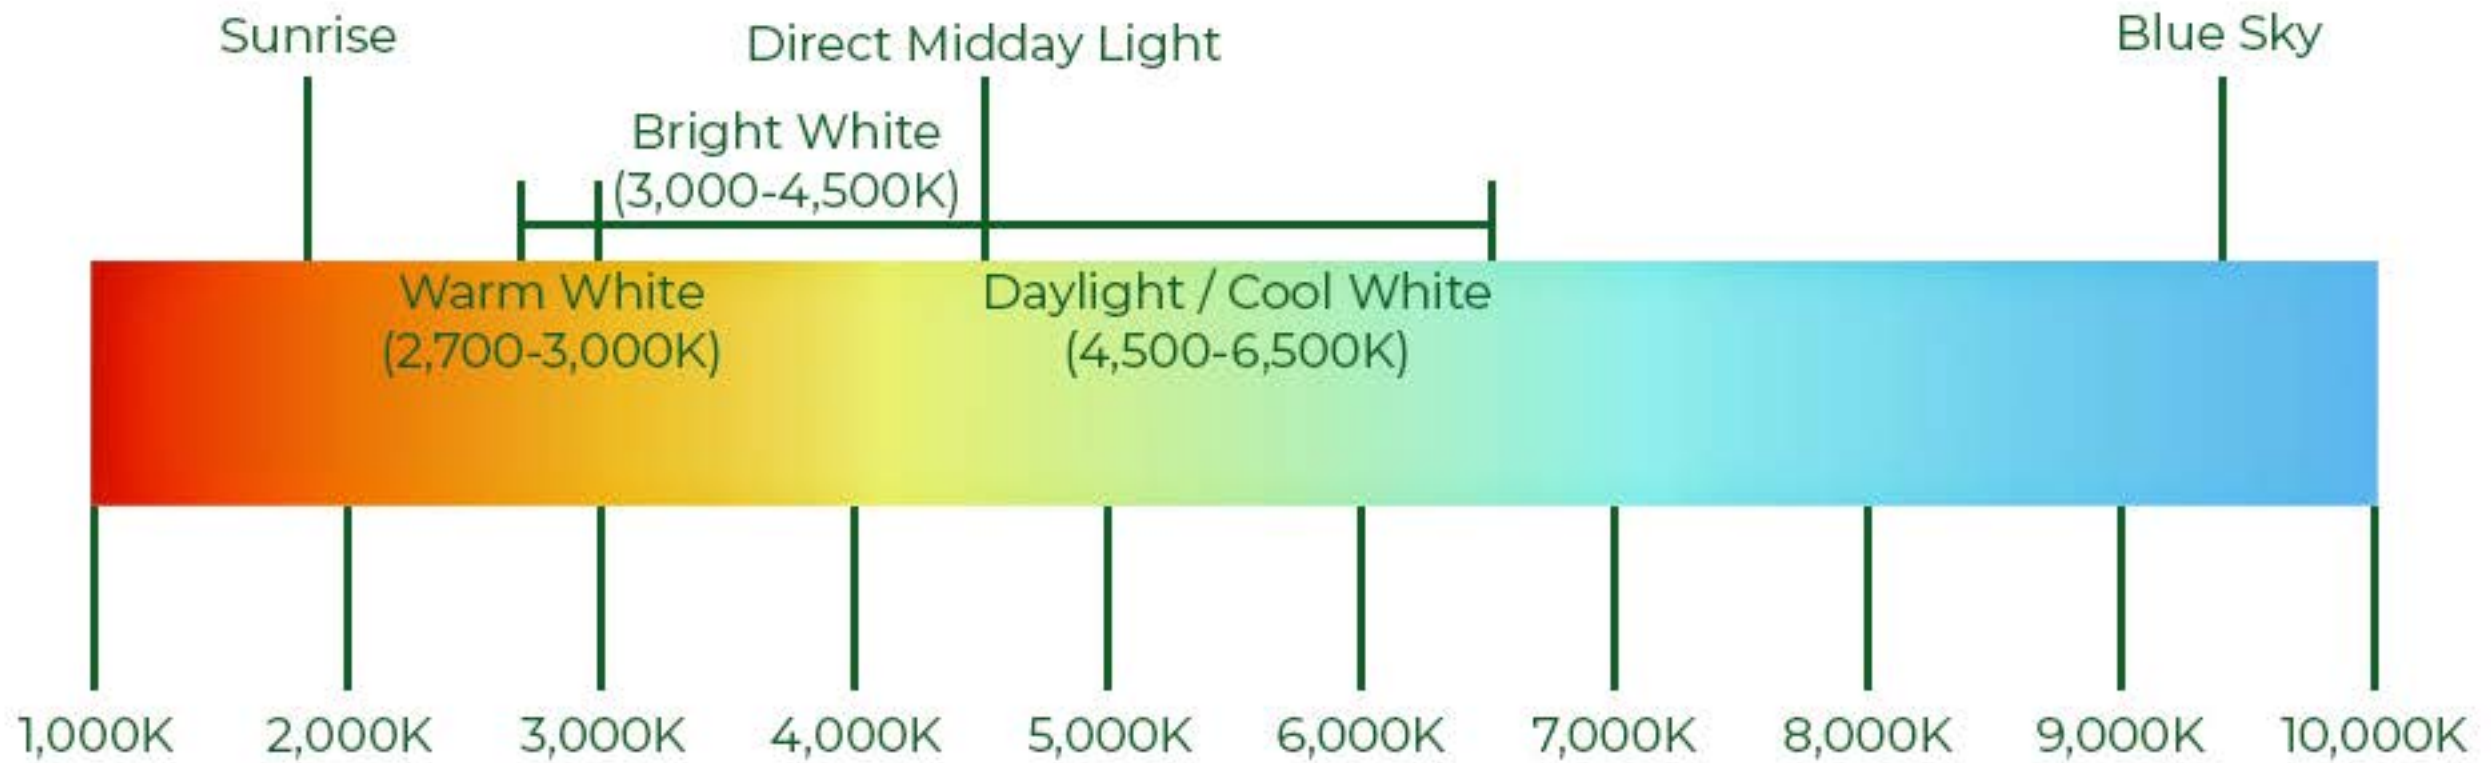 Sunrise
Direct Midday Light
Blue Sky
Bright White
(3,000-4,500K)
Warm White
(2,700-3,000K)
Daylight / Cool White
(4,500-6,500K)
1,000K
2,000K
3,000K
4,000K
5,000K
6,000K
7,000K
8,000K
9,000K
10,000K